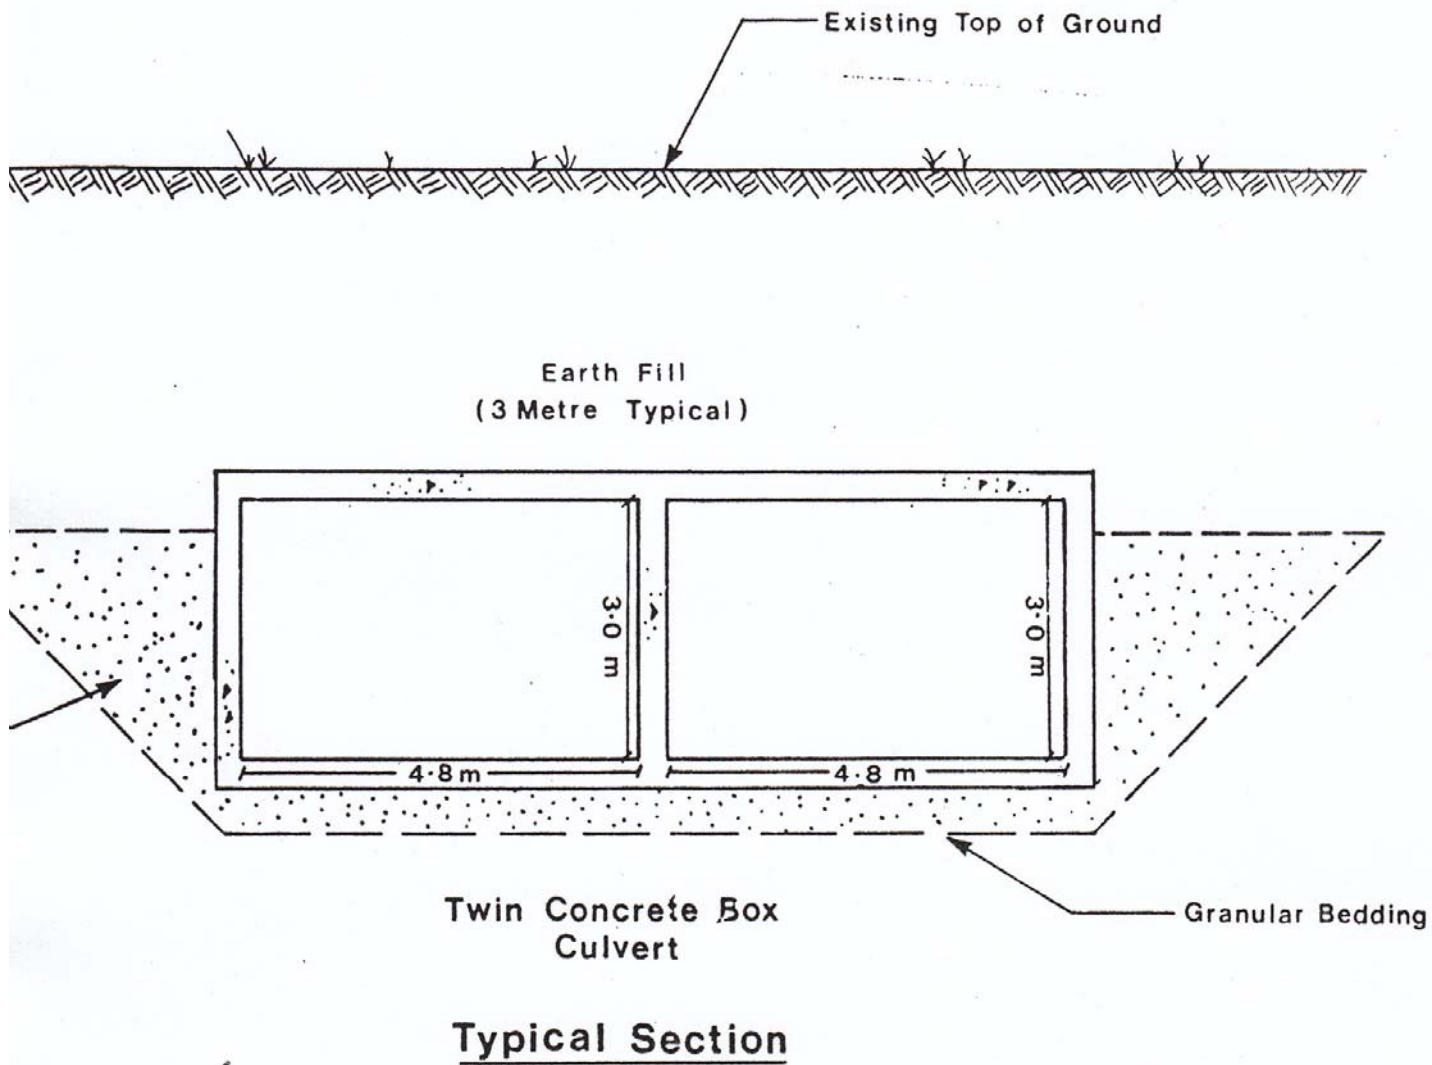 Existing Top of Ground
Earth Fill
(3 Metre Typical)
3.0 m
3.0 m
4.8 m
4.8 m
Twin Concrete Box
Culvert
Granular Bedding
Typical Section